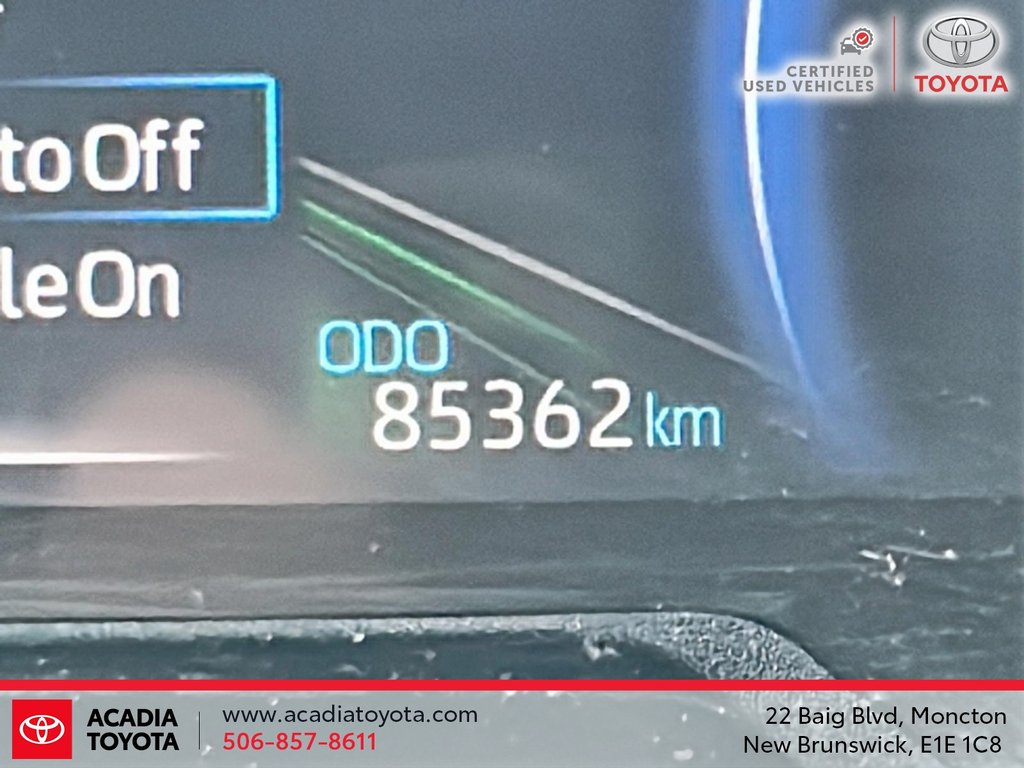 CERTIFIED
USED VEHICLES
TOYOTA
to Off
le On
ODO
85362 km
ACADIA
TOYOTA
www.acadiatoyota.com
506-857-8611
22 Baig Blvd, Moncton
New Brunswick, E1E 1C8